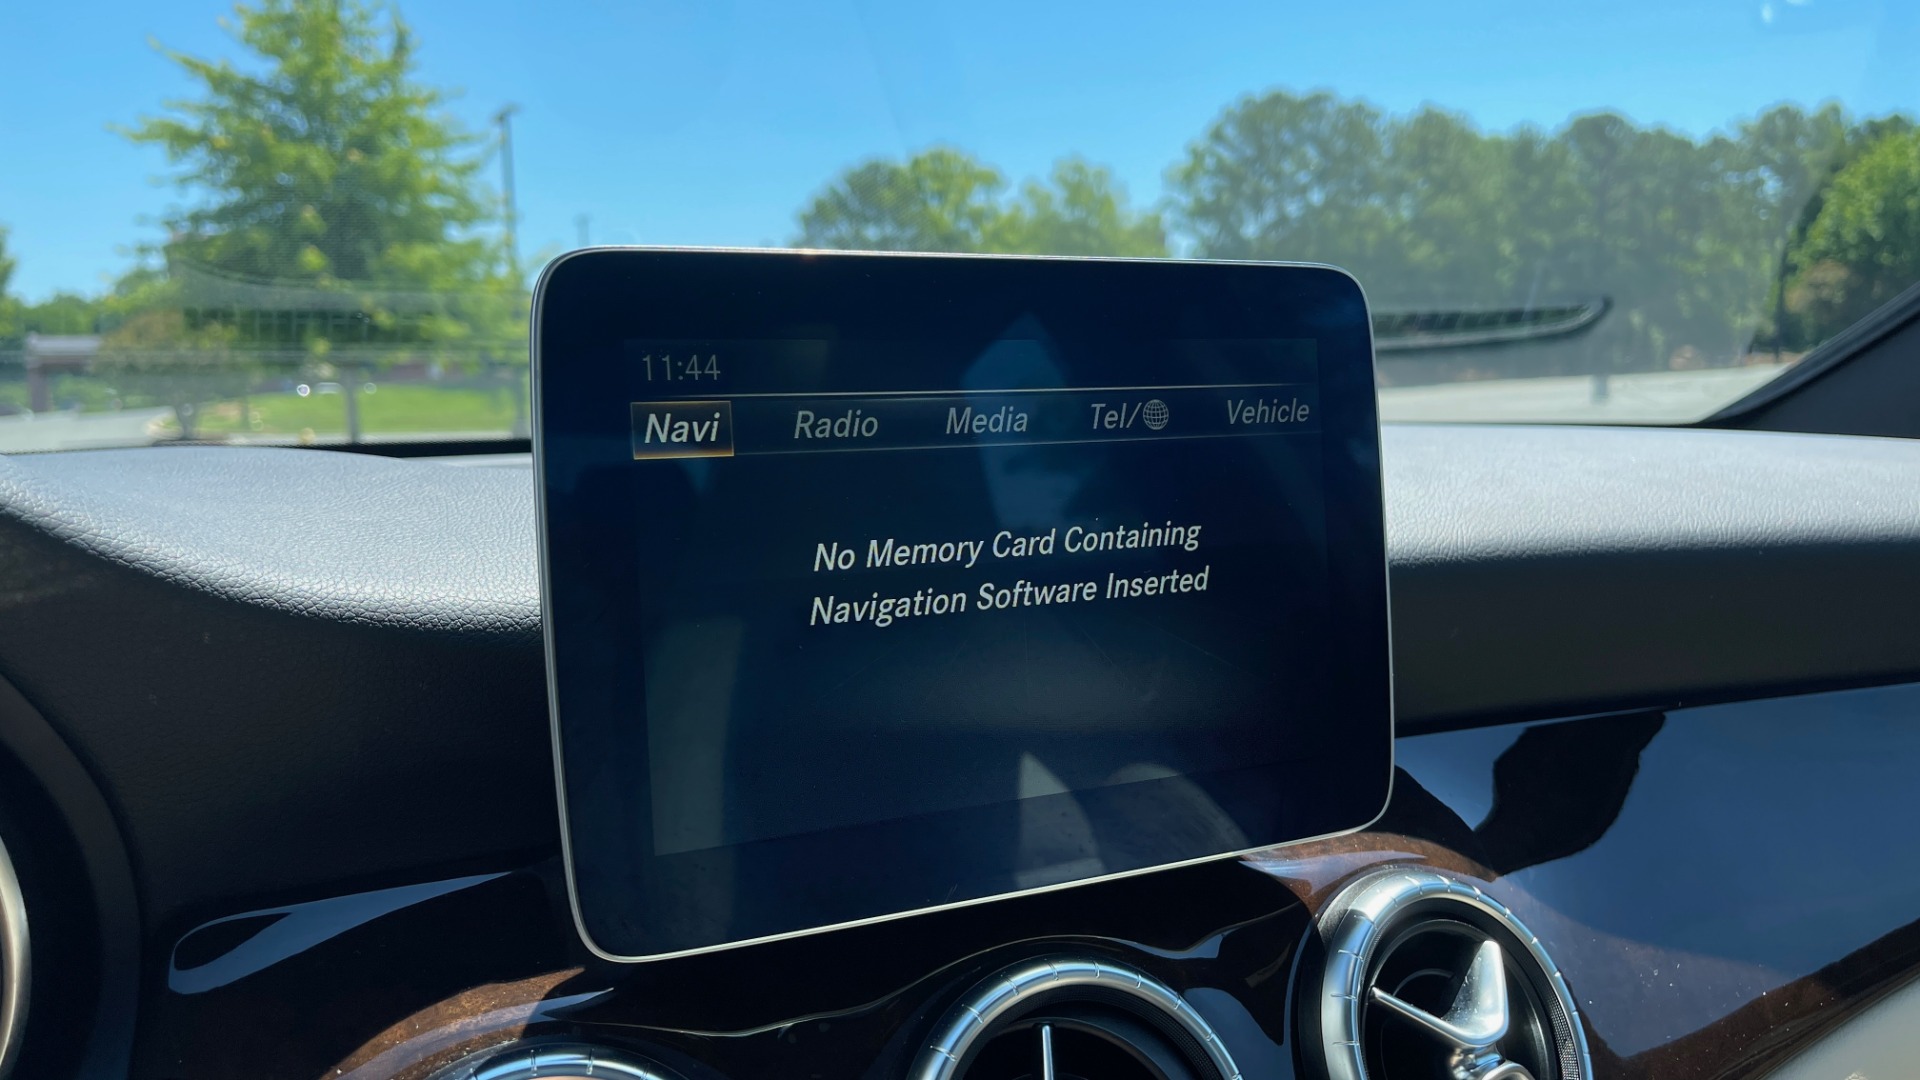 11:44
Navi Radio Media Tel/ Vehicle
No Memory Card Containing
Navigation Software Inserted